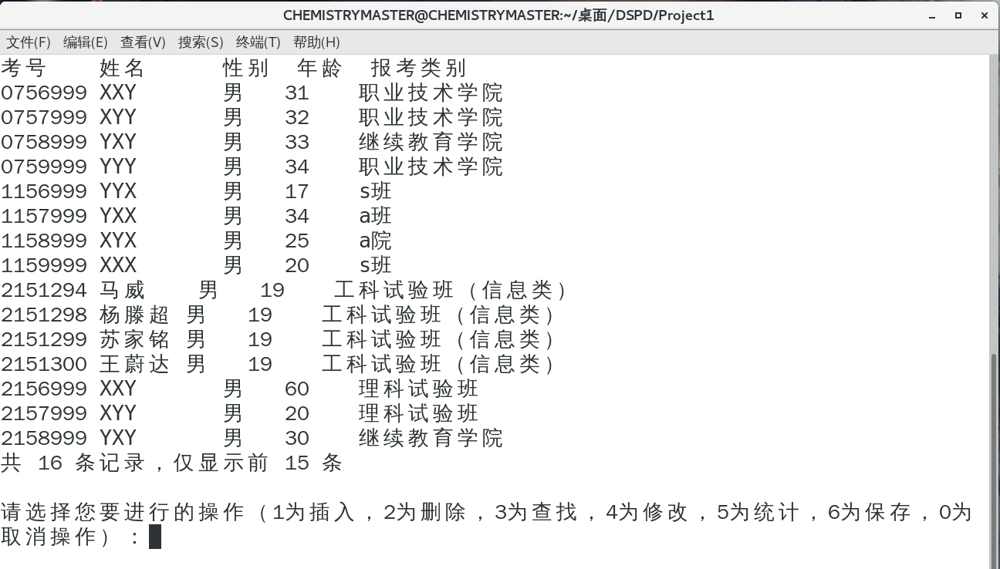 CHEMISTRYMASTER@CHEMISTRYMASTER:~/桌面/DSPD/Project1
文件(F) 编辑(E) 查看(V) 搜索(S) 终端(T) 帮助(H)
考号 姓名 性别 年龄 报考类别
0756999 XXY 男 31 职业技术学院
0757999 XYY 男 32 职业技术学院
0758999 YXY 男 33 继续教育学院
0759999 YYY 男 34 职业技术学院
1156999 YYX 男 17 s班
1157999 YXX 男 34 a班
1158999 XYX 男 25 a院
1159999 XXX 男 20 s班
2151294 马威 男 19 工科试验班（信息类）
2151298 杨滕超 男 19 工科试验班（信息类）
2151299 苏家铭 男 19 工科试验班（信息类）
2151300 王蔚达 男 19 工科试验班（信息类）
2156999 XXY 男 60 理科试验班
2157999 XYY 男 20 理科试验班
2158999 YXY 男 30 继续教育学院
共 16 条记录，仅显示前 15 条
请选择您要进行的操作（1为插入，2为删除，3为查找，4为修改，5为统计，6为保存，0为
取消操作）：